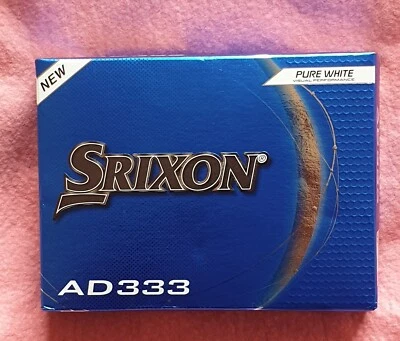 NEW
PURE WHITE
VISUAL PERFORMANCE
SRIXON®
AD333